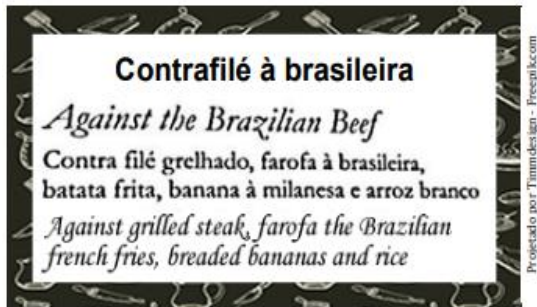 Contrafilé à brasileira
Against the Brazilian Beef
Contra filé grelhado, farofa à brasileira,
batata frita, banana à milanesa e arroz branco
Against grilled steak, farofa the Brazilian
french fries, breaded bananas and rice
Projetado por Timmdesign - Freepik.com